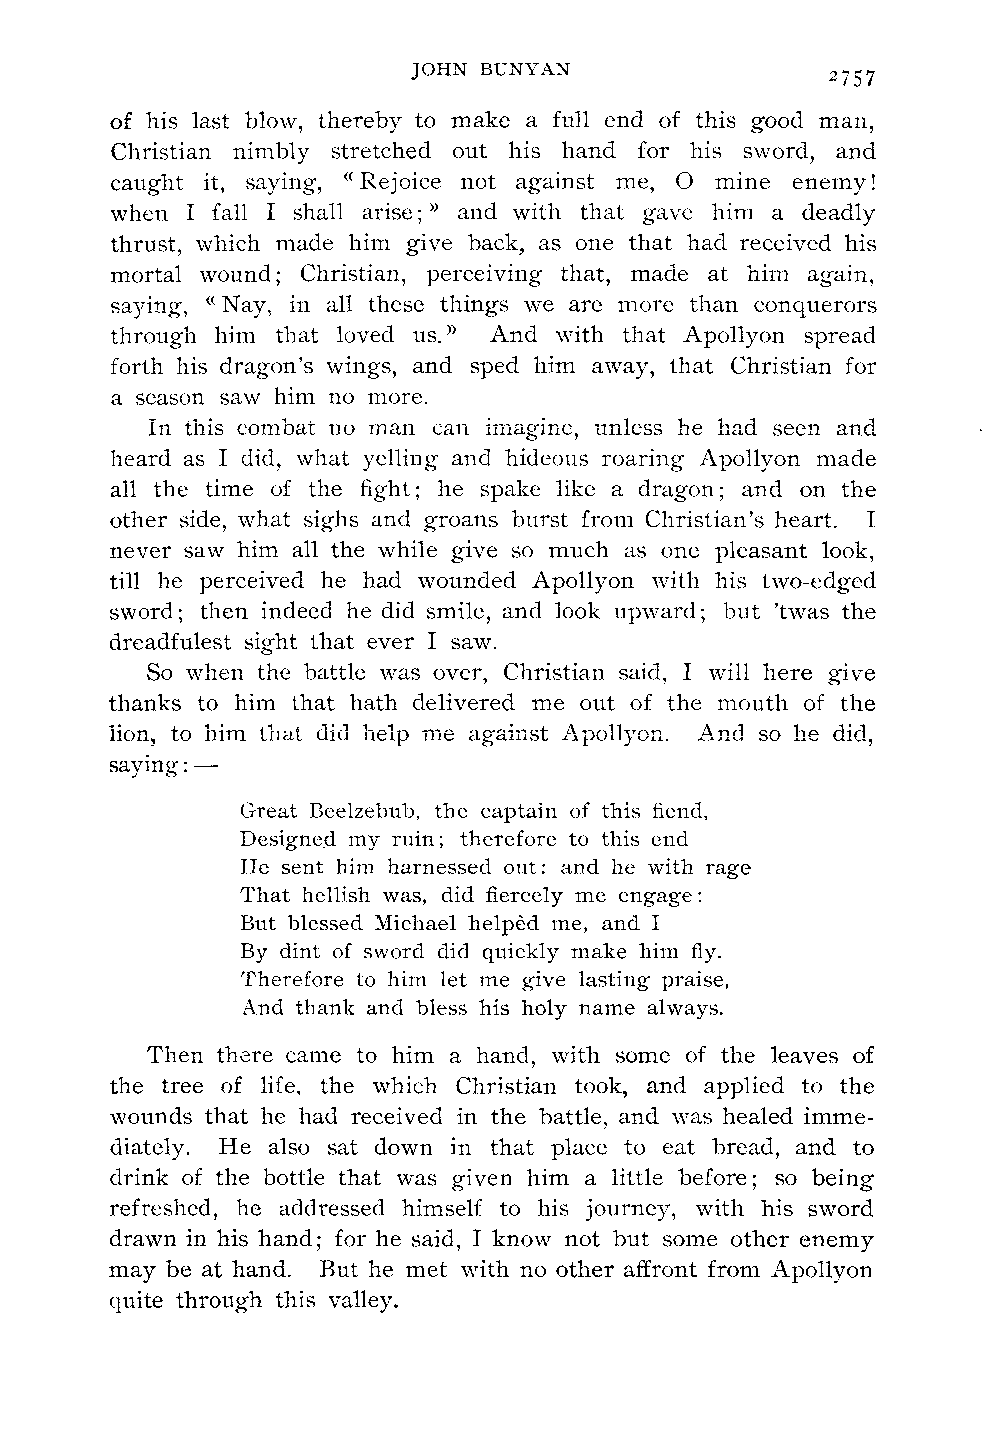 JOHN BUNYAN
2757
of his last blow, thereby to make a full end of this good man,
Christian nimbly stretched out his hand for his sword, and
caught it, saying, «Rejoice not against me, O mine enemy!
when I fall I shall arise;» and with that gave him a deadly
thrust, which made him give back, as one that had received his
mortal wound; Christian, perceiving that, made at him again,
saying, «Nay, in all these things we are more than conquerors
through him that loved us.» And with that Apollyon spread
forth his dragon's wings, and sped him away, that Christian for
a season saw him no more.
In this combat no man can imagine, unless he had seen and
heard as I did, what yelling and hideous roaring Apollyon made
all the time of the fight; he spake like a dragon; and on the
other side, what sighs and groans burst from Christian's heart. I
never saw him all the while give so much as one pleasant look,
till he perceived he had wounded Apollyon with his two-edged
sword; then indeed he did smile, and look upward; but 'twas the
dreadfulest sight that ever I saw.
So when the battle was over, Christian said, I will here give
thanks to him that hath delivered me out of the mouth of the
lion, to him that did help me against Apollyon. And so he did,
saying:—
Great Beelzebub, the captain of this fiend,
Designed my ruin; therefore to this end
He sent him harnessed out: and he with rage
That hellish was, did fiercely me engage:
But blessed Michael helpèd me, and I
By dint of sword did quickly make him fly.
Therefore to him let me give lasting praise,
And thank and bless his holy name always.
Then there came to him a hand, with some of the leaves of
the tree of life, the which Christian took, and applied to the
wounds that he had received in the battle, and was healed imme-
diately. He also sat down in that place to eat bread, and to
drink of the bottle that was given him a little before; so being
refreshed, he addressed himself to his journey, with his sword
drawn in his hand; for he said, I know not but some other enemy
may be at hand. But he met with no other affront from Apollyon
quite through this valley.